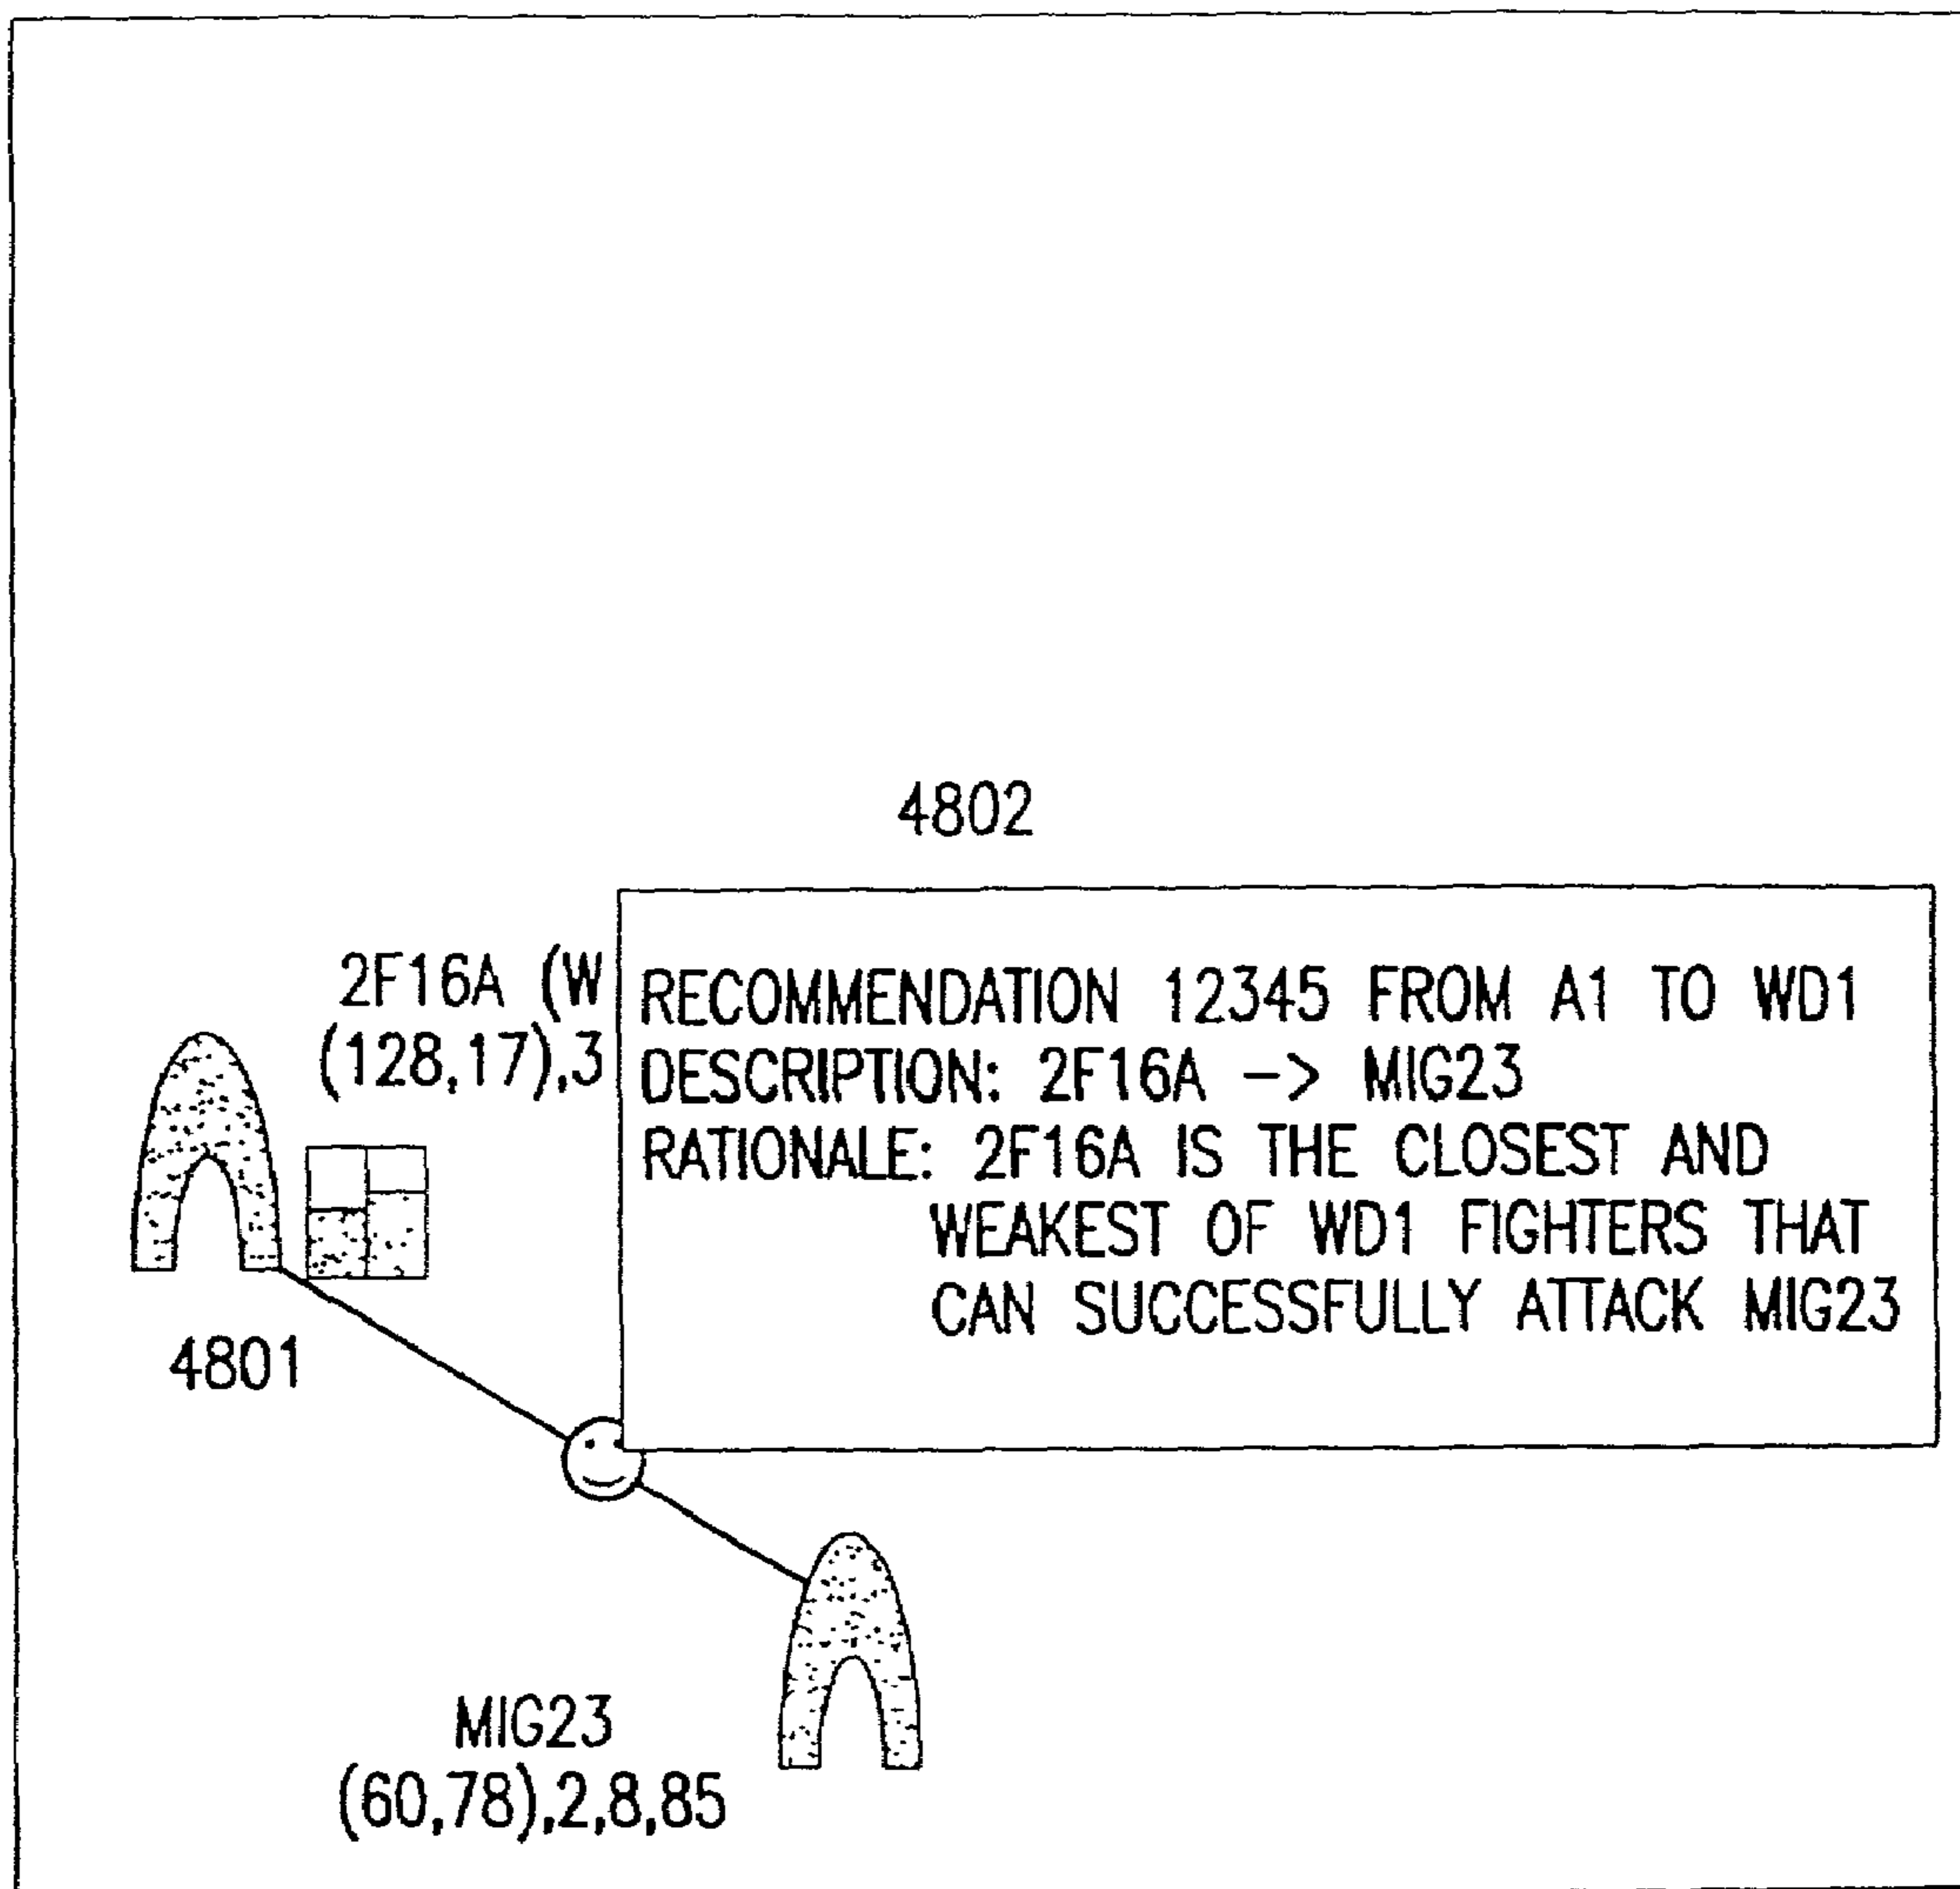 4802
2F16A (W
(128,17),3
RECOMMENDATION 12345 FROM A1 TO WD1
DESCRIPTION: 2F16A -> MIG23
RATIONALE: 2F16A IS THE CLOSEST AND
WEAKEST OF WD1 FIGHTERS THAT
CAN SUCCESSFULLY ATTACK MIG23
4801
MIG23
(60,78),2,8,85